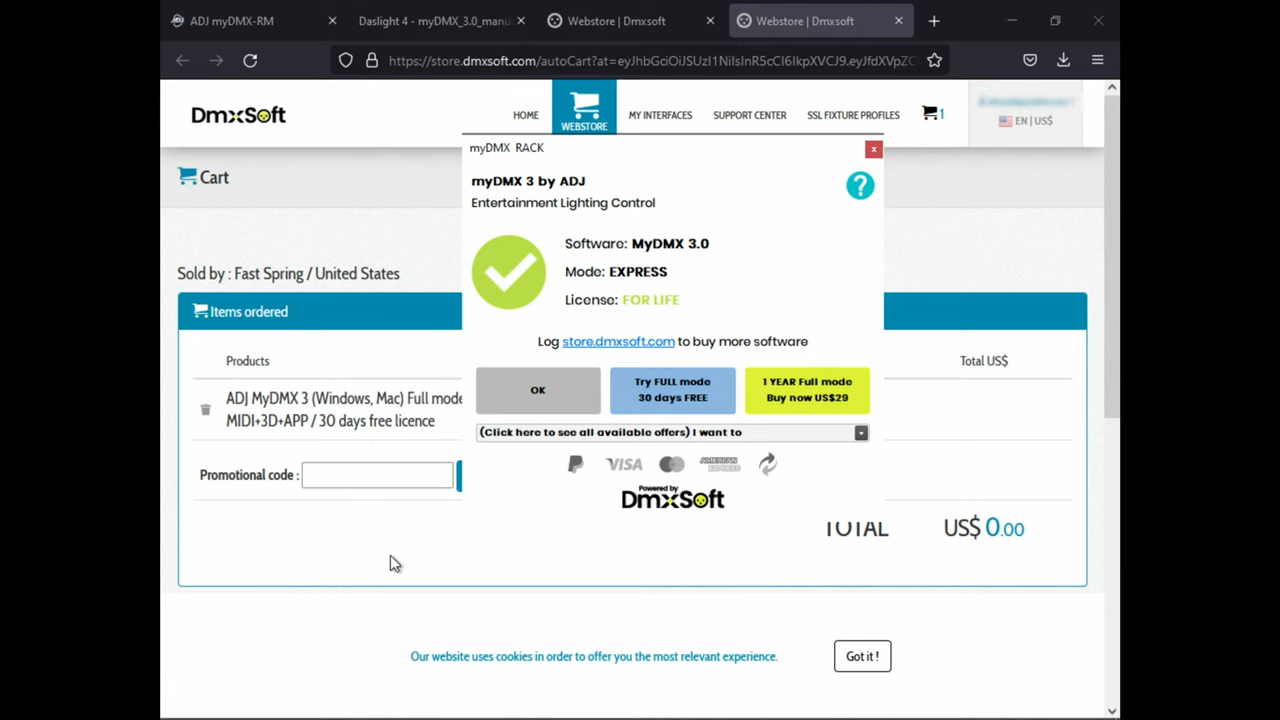 ADJ myDMX-RM
Daslight 4 - myDMX_3.0_manu
Webstore | Dmxsoft
Webstore | Dmxsoft
https://store.dmxsoft.com/autoCart?at=eyJhbGciOiJSUzI1NiIsInR5cCI6IkpXVCJ9.eyJfdXVpZC
DmxSoft
HOME
WEBSTORE
MY INTERFACES
SUPPORT CENTER
SSL FIXTURE PROFILES
1
EN | US$
Cart
myDMX RACK
x
myDMX 3 by ADJ
?
Entertainment Lighting Control
Software: MyDMX 3.0
Mode: EXPRESS
License: FOR LIFE
Log store.dmxsoft.com to buy more software
OK
Try FULL mode
30 days FREE
1 YEAR Full mode
Buy now US$29
(Click here to see all available offers) I want to
VISA
AMERICAN EXPRESS
Powered by
DmxSoft
Sold by : Fast Spring / United States
Items ordered
Products
Total US$
ADJ MyDMX 3 (Windows, Mac) Full mode
MIDI+3D+APP / 30 days free licence
Promotional code :
TOTAL
US$ 0.00
Our website uses cookies in order to offer you the most relevant experience.
Got it !